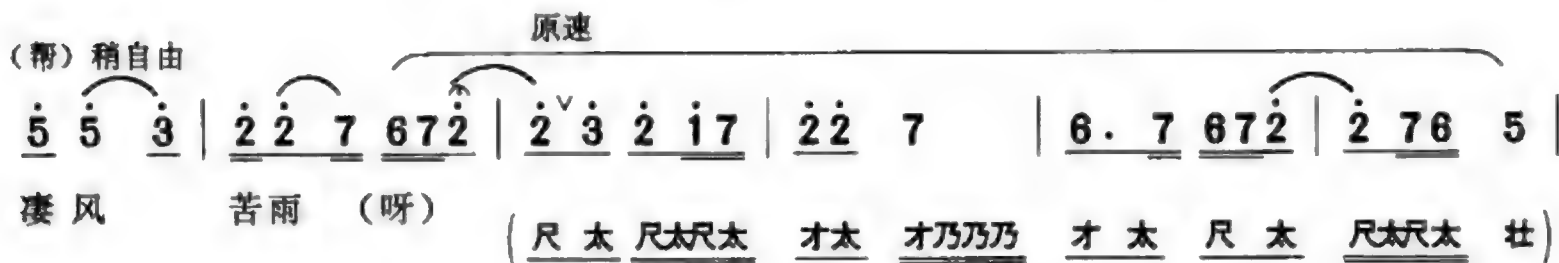 原速
(帮)稍自由
5̣̇ 5̇ 3̇ | 2̇ 2̇ 7 6 7 2̇ | 2̇ ∨ 3̇ 2̇ 1̇ 7 | 2̇ 2̇ 7 | 6. 7 6 7 2̇ | 2̇ 7 6 5 |
凄风 苦雨 (呀)
(尺太 尺太尺太 才太 才乃乃乃 才太 尺太 尺太尺太 壮)